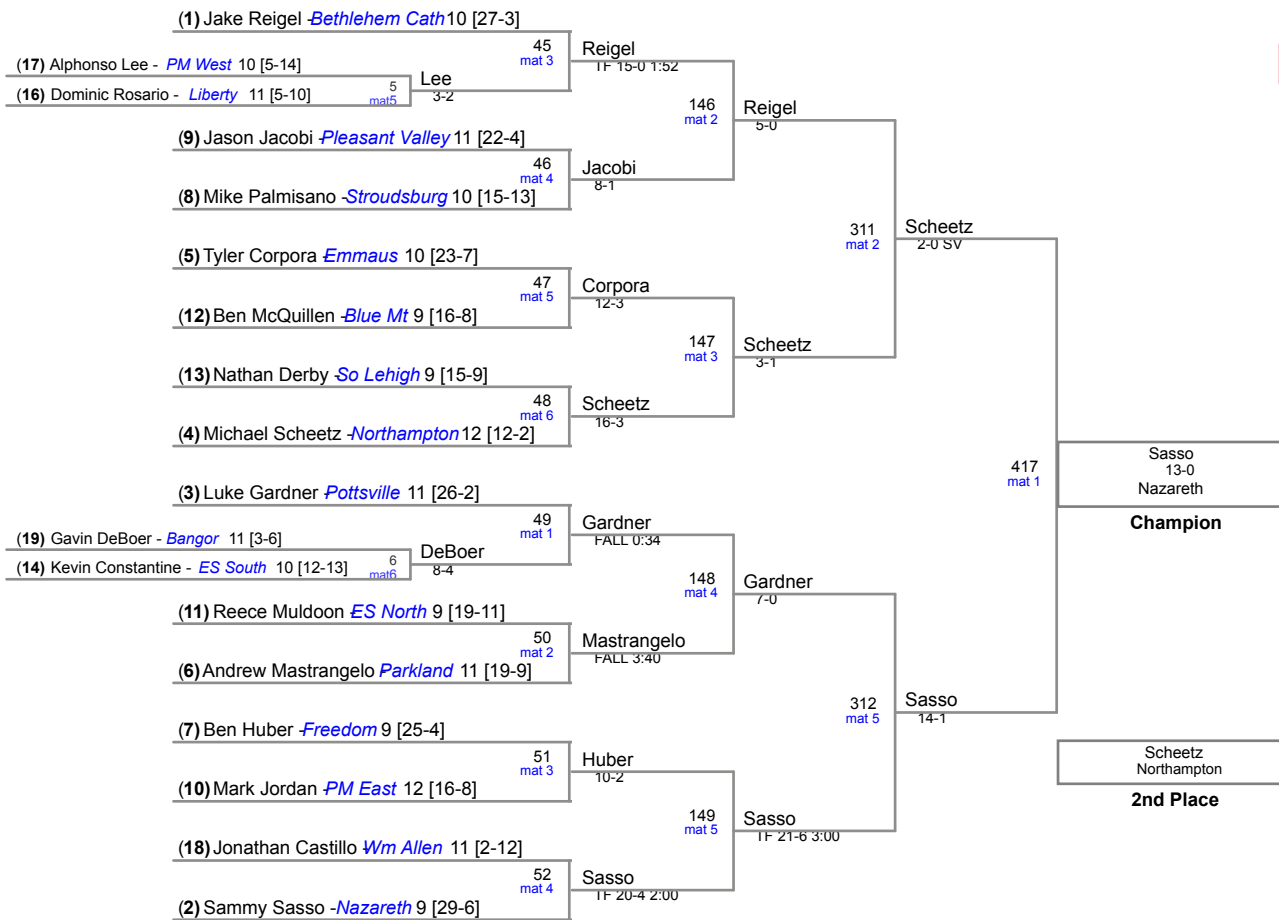 (1) Jake Reigel - Bethlehem Cath 10 [27-3]
45
mat 3
Reigel
TF 15-0 1:52
(17) Alphonso Lee - PM West 10 [5-14]
5
mat5
Lee
3-2
(16) Dominic Rosario - Liberty 11 [5-10]
146
mat 2
Reigel
5-0
(9) Jason Jacobi - Pleasant Valley 11 [22-4]
46
mat 4
Jacobi
8-1
(8) Mike Palmisano - Stroudsburg 10 [15-13]
311
mat 2
Scheetz
2-0 SV
(5) Tyler Corpora - Emmaus 10 [23-7]
47
mat 5
Corpora
12-3
(12) Ben McQuillen - Blue Mt 9 [16-8]
147
mat 3
Scheetz
3-1
(13) Nathan Derby - So Lehigh 9 [15-9]
48
mat 6
Scheetz
16-3
(4) Michael Scheetz - Northampton 12 [12-2]
417
mat 1
Sasso
13-0
Nazareth
Champion
(3) Luke Gardner - Pottsville 11 [26-2]
49
mat 1
Gardner
FALL 0:34
(19) Gavin DeBoer - Bangor 11 [3-6]
6
mat6
DeBoer
8-4
(14) Kevin Constantine - ES South 10 [12-13]
148
mat 4
Gardner
7-0
(11) Reece Muldoon - ES North 9 [19-11]
50
mat 2
Mastrangelo
FALL 3:40
(6) Andrew Mastrangelo - Parkland 11 [19-9]
312
mat 5
Sasso
14-1
(7) Ben Huber - Freedom 9 [25-4]
51
mat 3
Huber
10-2
(10) Mark Jordan - PM East 12 [16-8]
149
mat 5
Sasso
TF 21-6 3:00
Scheetz
Northampton
2nd Place
(18) Jonathan Castillo - Wm Allen 11 [2-12]
52
mat 4
Sasso
TF 20-4 2:00
(2) Sammy Sasso - Nazareth 9 [29-6]